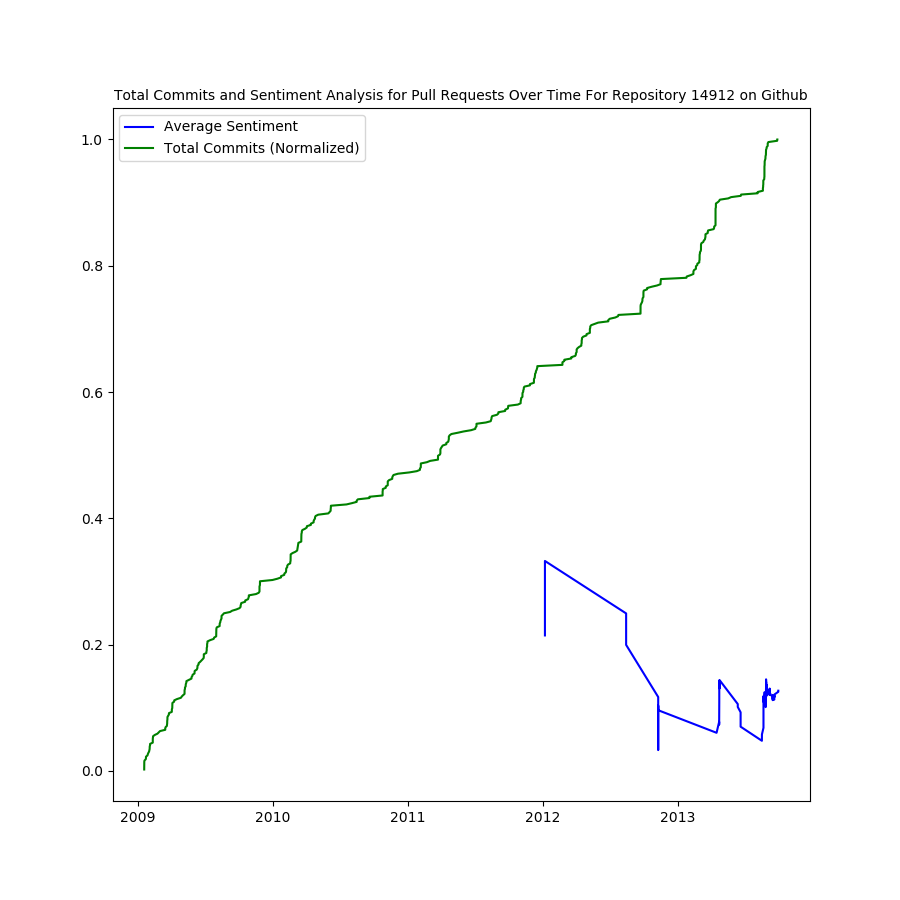 Total Commits and Sentiment Analysis for Pull Requests Over Time For Repository 14912 on Github
Average Sentiment
Total Commits (Normalized)
1.0
0.8
0.6
0.4
0.2
0.0
2009 2010 2011 2012 2013